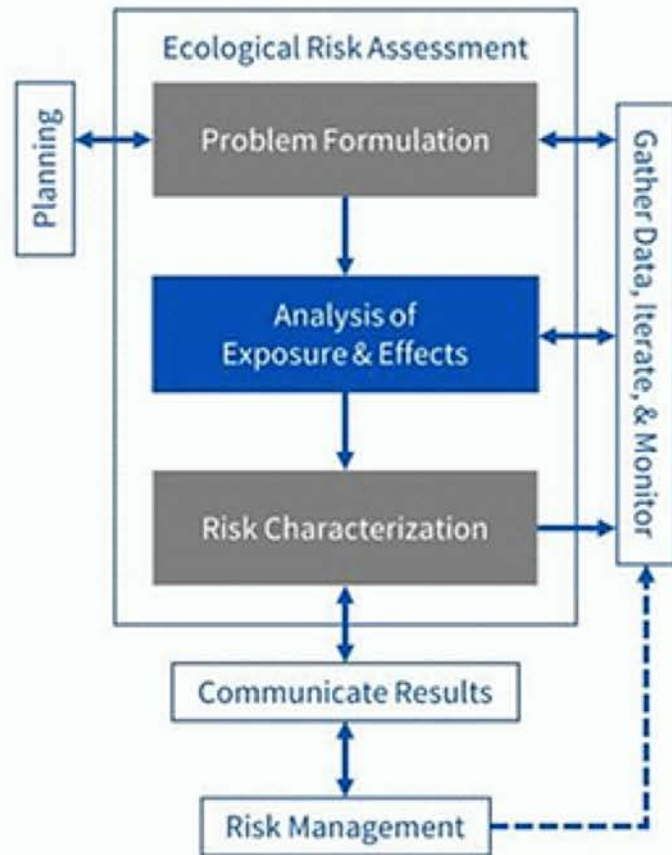 Ecological Risk Assessment
Planning
Problem Formulation
Analysis of
Exposure & Effects
Gather Data, Iterate, & Monitor
Risk Characterization
Communicate Results
Risk Management